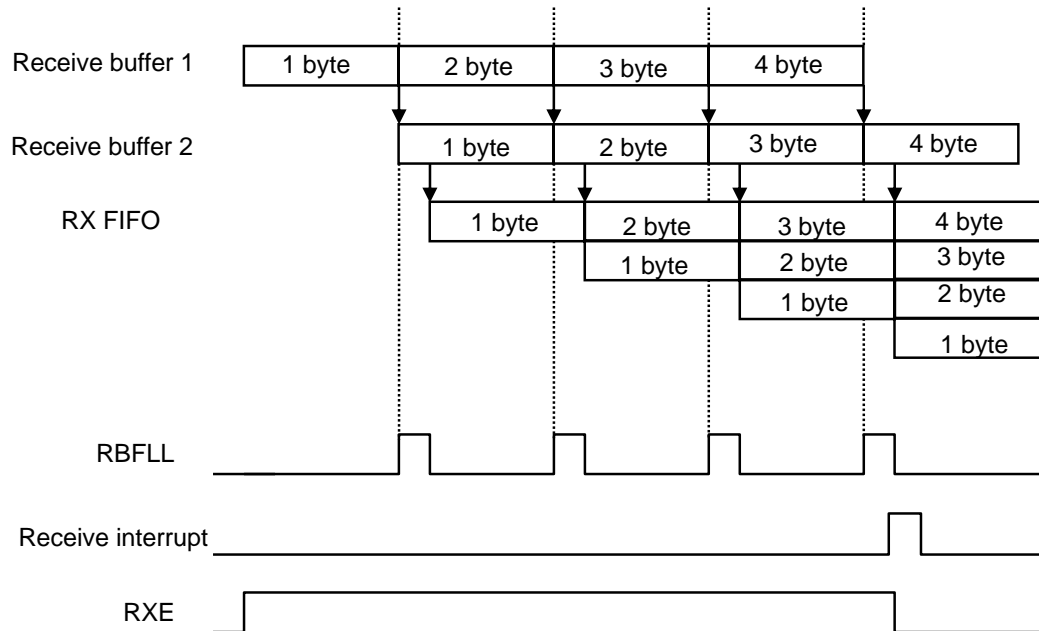 Receive buffer 1 1 byte 2 byte 3 byte 4 byte
Receive buffer 2 1 byte 2 byte 3 byte 4 byte
RX FIFO 1 byte 2 byte 3 byte 4 byte
1 byte 2 byte 3 byte
1 byte 2 byte
1 byte
RBFLL
Receive interrupt
RXE